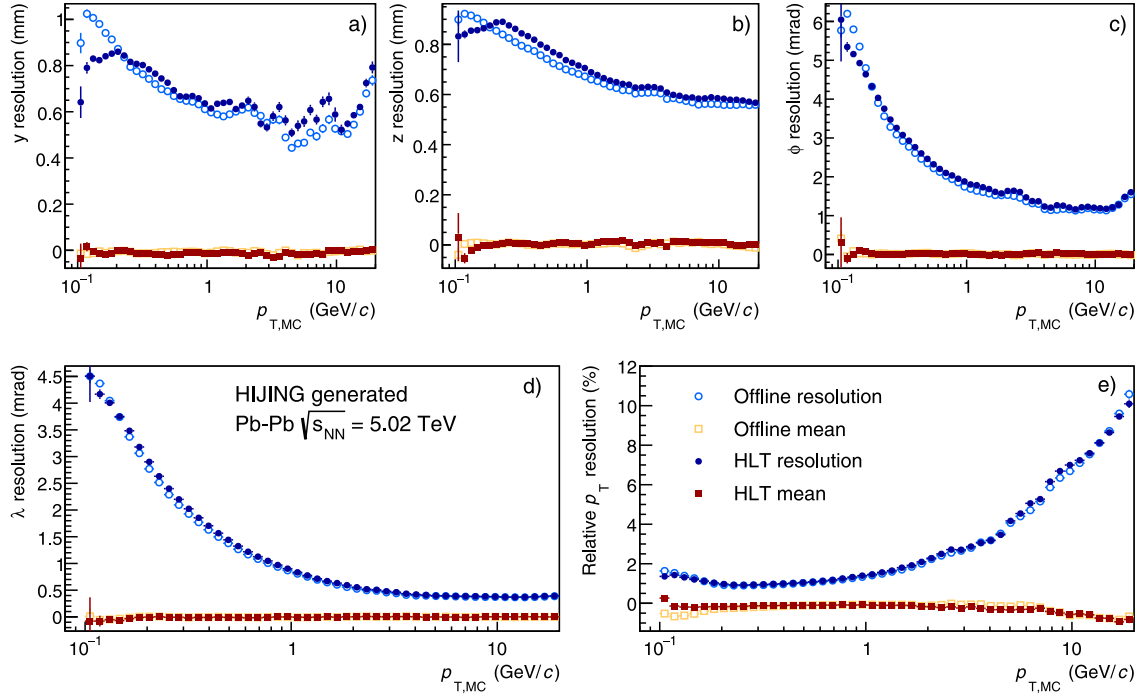 a)
y resolution (mm)
1
0.8
0.6
0.4
0.2
0
10⁻¹
1
10
p_T,MC (GeV/c)
b)
z resolution (mm)
1
0.8
0.6
0.4
0.2
0
10⁻¹
1
10
p_T,MC (GeV/c)
c)
ϕ resolution (mrad)
6
5
4
3
2
1
0
10⁻¹
1
10
p_T,MC (GeV/c)
d)
λ resolution (mrad)
4.5
4
3.5
3
2.5
2
1.5
1
0.5
0
HIJING generated
Pb-Pb √s_NN = 5.02 TeV
10⁻¹
1
10
p_T,MC (GeV/c)
e)
Relative p_T resolution (%)
12
10
8
6
4
2
0
Offline resolution
Offline mean
HLT resolution
HLT mean
10⁻¹
1
10
p_T,MC (GeV/c)